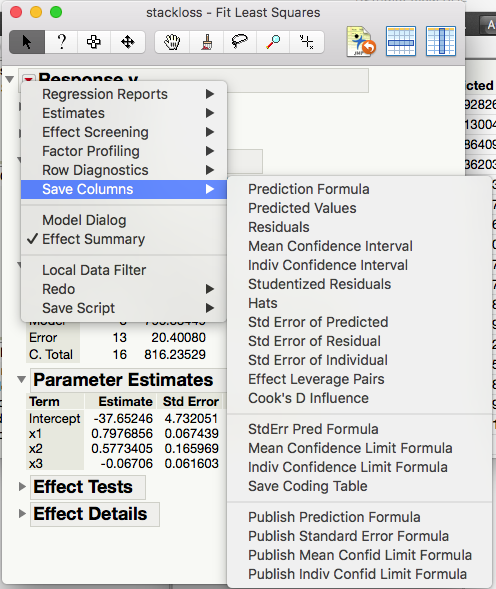 stackloss - Fit Least Squares
?
JMP
Response y
Regression Reports
Estimates
Effect Screening
Factor Profiling
Row Diagnostics
Save Columns
Model Dialog
Effect Summary
Local Data Filter
Redo
Save Script
Prediction Formula
Predicted Values
Residuals
Mean Confidence Interval
Indiv Confidence Interval
Studentized Residuals
Hats
Std Error of Predicted
Std Error of Residual
Std Error of Individual
Effect Leverage Pairs
Cook's D Influence
StdErr Pred Formula
Mean Confidence Limit Formula
Indiv Confidence Limit Formula
Save Coding Table
Publish Prediction Formula
Publish Standard Error Formula
Publish Mean Confid Limit Formula
Publish Indiv Confid Limit Formula
Error 13 20.40080
C. Total 16 816.23529
Parameter Estimates
Term Estimate Std Error
Intercept -37.65246 4.732051
x1 0.7976856 0.067439
x2 0.5773405 0.165969
x3 -0.06706 0.061603
Effect Tests
Effect Details
icted
92826
13004
86409
36203